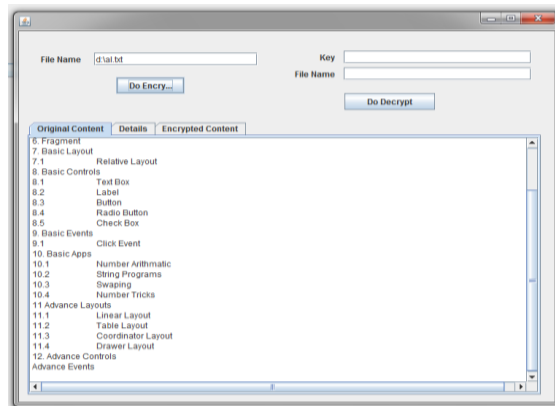 File Name d:\al.txt
Do Encry...
Key
File Name
Do Decrypt
Original Content Details Encrypted Content
6. Fragment
7. Basic Layout
7.1 Relative Layout
8. Basic Controls
8.1 Text Box
8.2 Label
8.3 Button
8.4 Radio Button
8.5 Check Box
9. Basic Events
9.1 Click Event
10. Basic Apps
10.1 Number Arithmatic
10.2 String Programs
10.3 Swaping
10.4 Number Tricks
11 Advance Layouts
11.1 Linear Layout
11.2 Table Layout
11.3 Coordinator Layout
11.4 Drawer Layout
12. Advance Controls
Advance Events